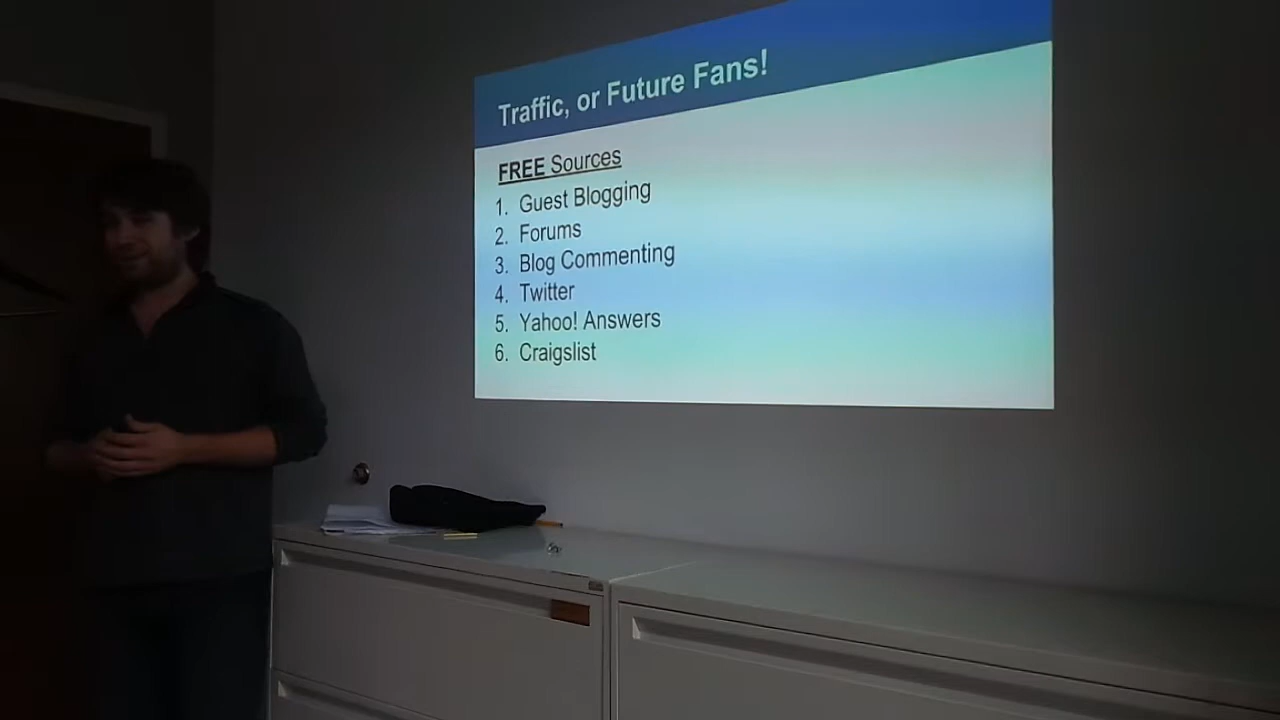 Traffic, or Future Fans!
FREE Sources
1. Guest Blogging
2. Forums
3. Blog Commenting
4. Twitter
5. Yahoo! Answers
6. Craigslist